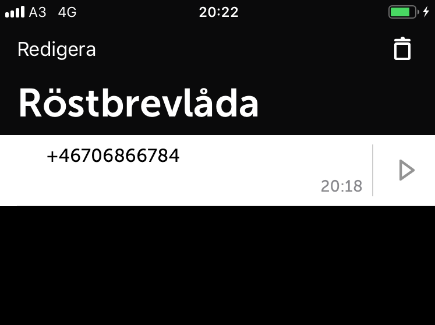 A3 4G 20:22
Redigera
Röstbrevlåda
+46706866784
20:18